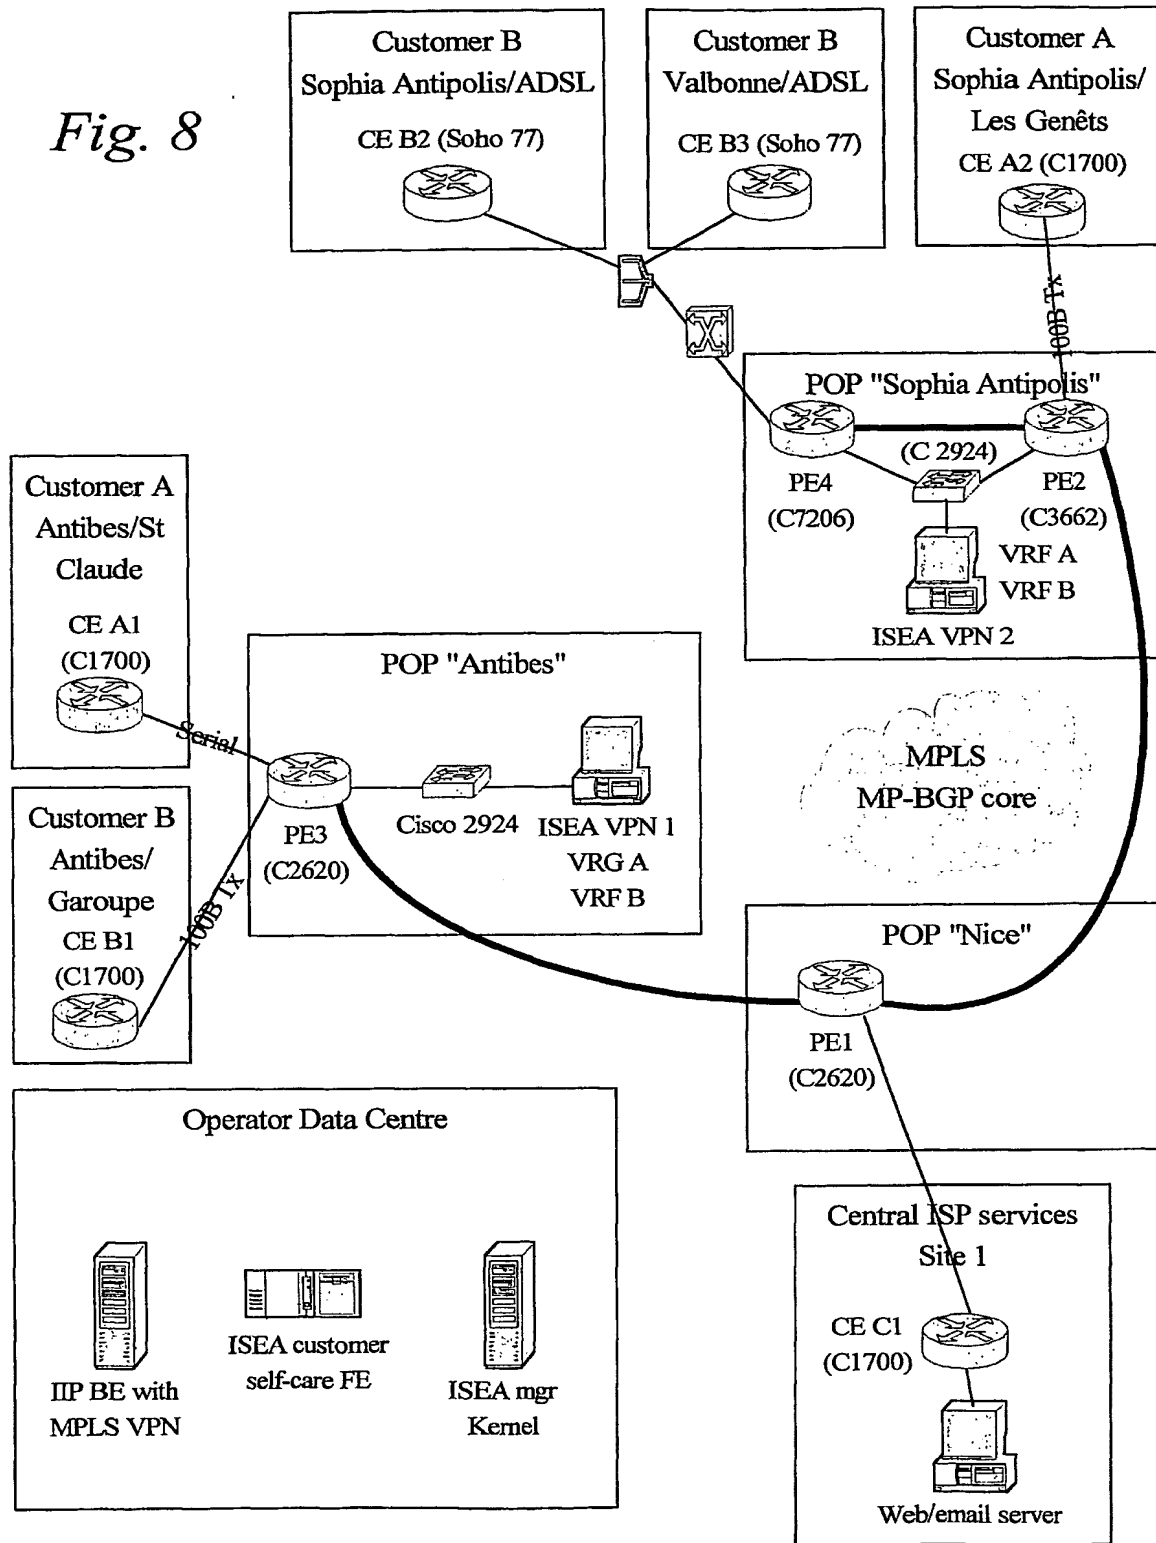 Fig. 8
Customer B
Sophia Antipolis/ADSL
CE B2 (Soho 77)
Customer B
Valbonne/ADSL
CE B3 (Soho 77)
Customer A
Sophia Antipolis/
Les Genêts
CE A2 (C1700)
100B Tx
POP "Sophia Antipolis"
(C 2924)
PE4
(C7206)
PE2
(C3662)
VRF A
VRF B
ISEA VPN 2
Customer A
Antibes/St
Claude
CE A1
(C1700)
Serial
POP "Antibes"
PE3
(C2620)
Cisco 2924
ISEA VPN 1
VRG A
VRF B
MPLS
MP-BGP core
Customer B
Antibes/
Garoupe
CE B1
(C1700)
100B Tx
POP "Nice"
PE1
(C2620)
Operator Data Centre
IIP BE with
MPLS VPN
ISEA customer
self-care FE
ISEA mgr
Kernel
Central ISP services
Site 1
CE C1
(C1700)
Web/email server